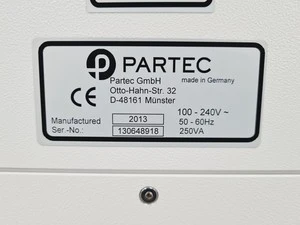 PARTEC
Partec GmbH made in Germany
Otto-Hahn-Str. 32
D-48161 Münster
CE
Manufactured 2013 100 - 240V ~
50 - 60Hz
Ser.-No.: 130648918 250VA